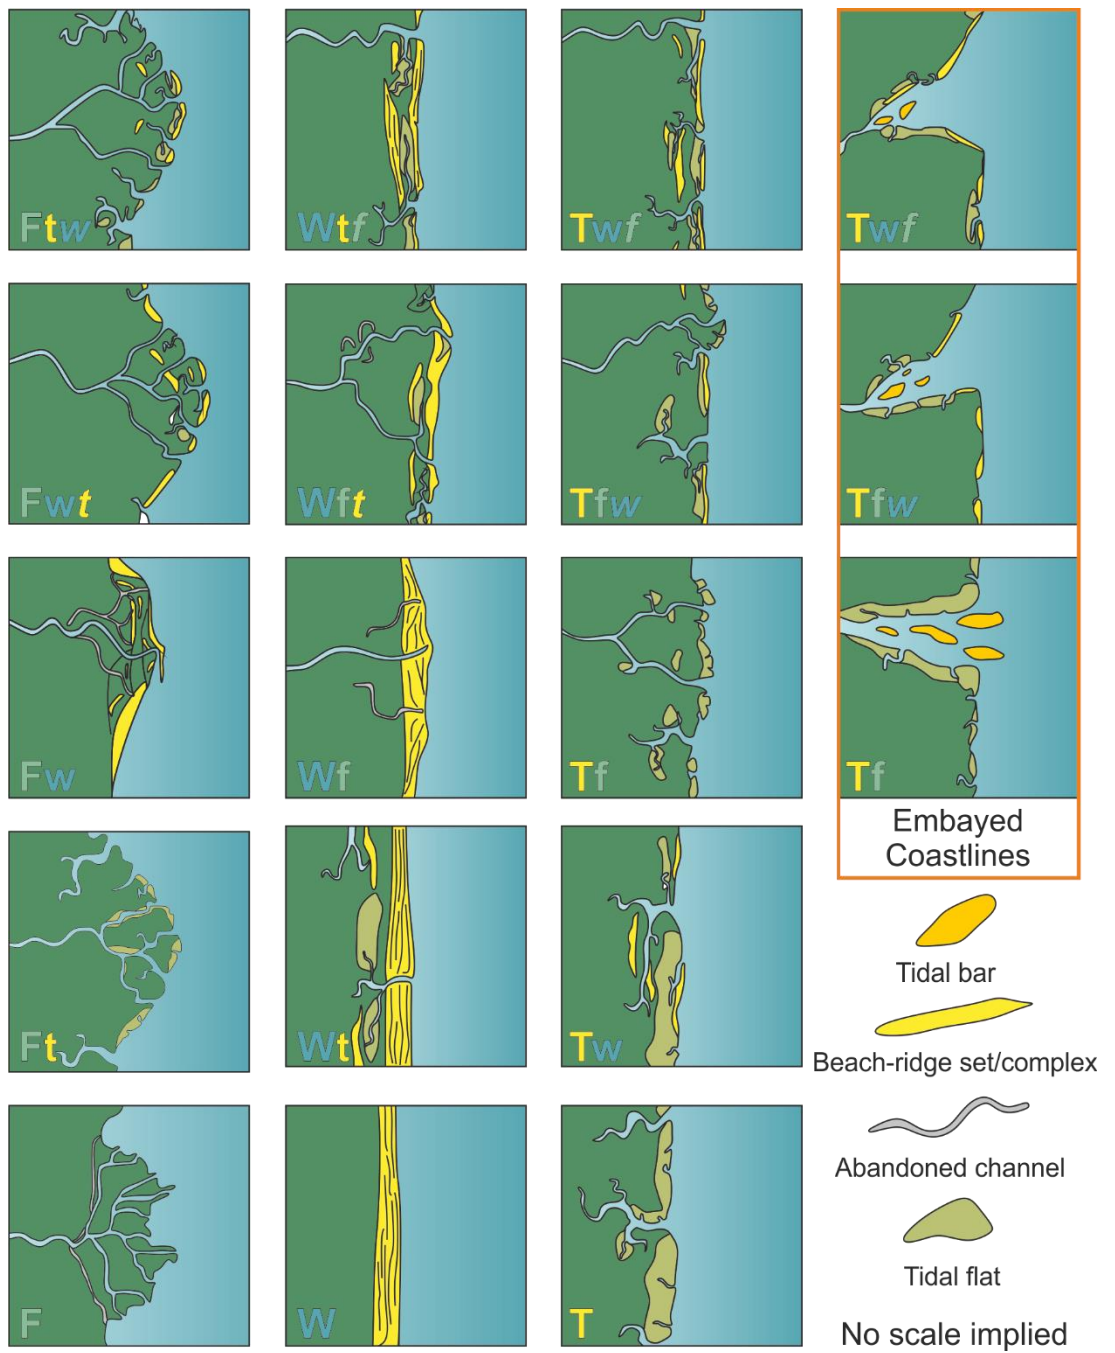 Ftw
Wtf
Twf
Twf
Fwt
Wft
Tfw
Tfw
Fw
Wf
Tf
Tf
Embayed
Coastlines
Ft
Wt
Tw
Tidal bar
Beach-ridge set/complex
Abandoned channel
Tidal flat
F
W
T
No scale implied